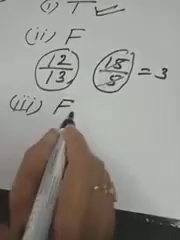 (i) T ✓
(ii) F
12/13 18/8 = 3
(iii) F